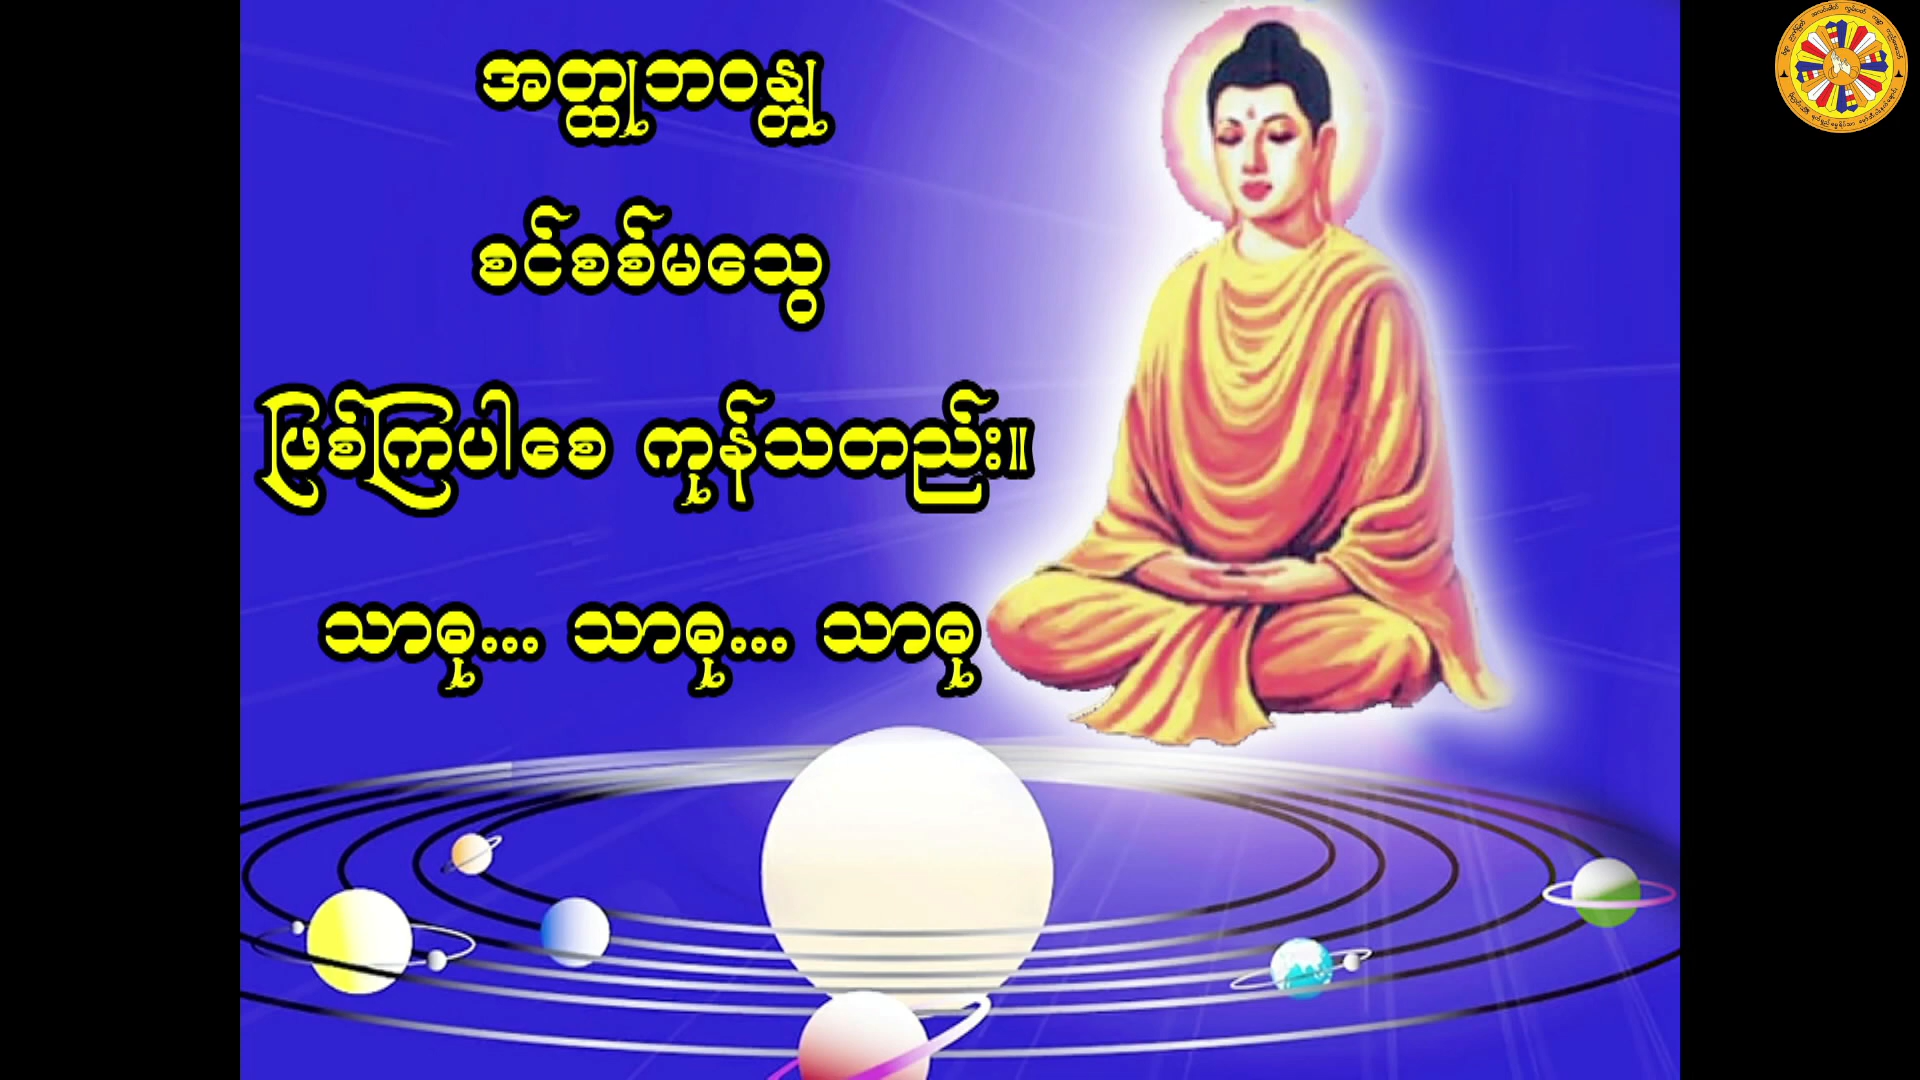 အတ္ထုဘဝန္တု
စင်စစ်မသွေ
ဖြစ်ကြပါစေ ကုန်သတည်း။
သာဓု... သာဓု... သာဓု